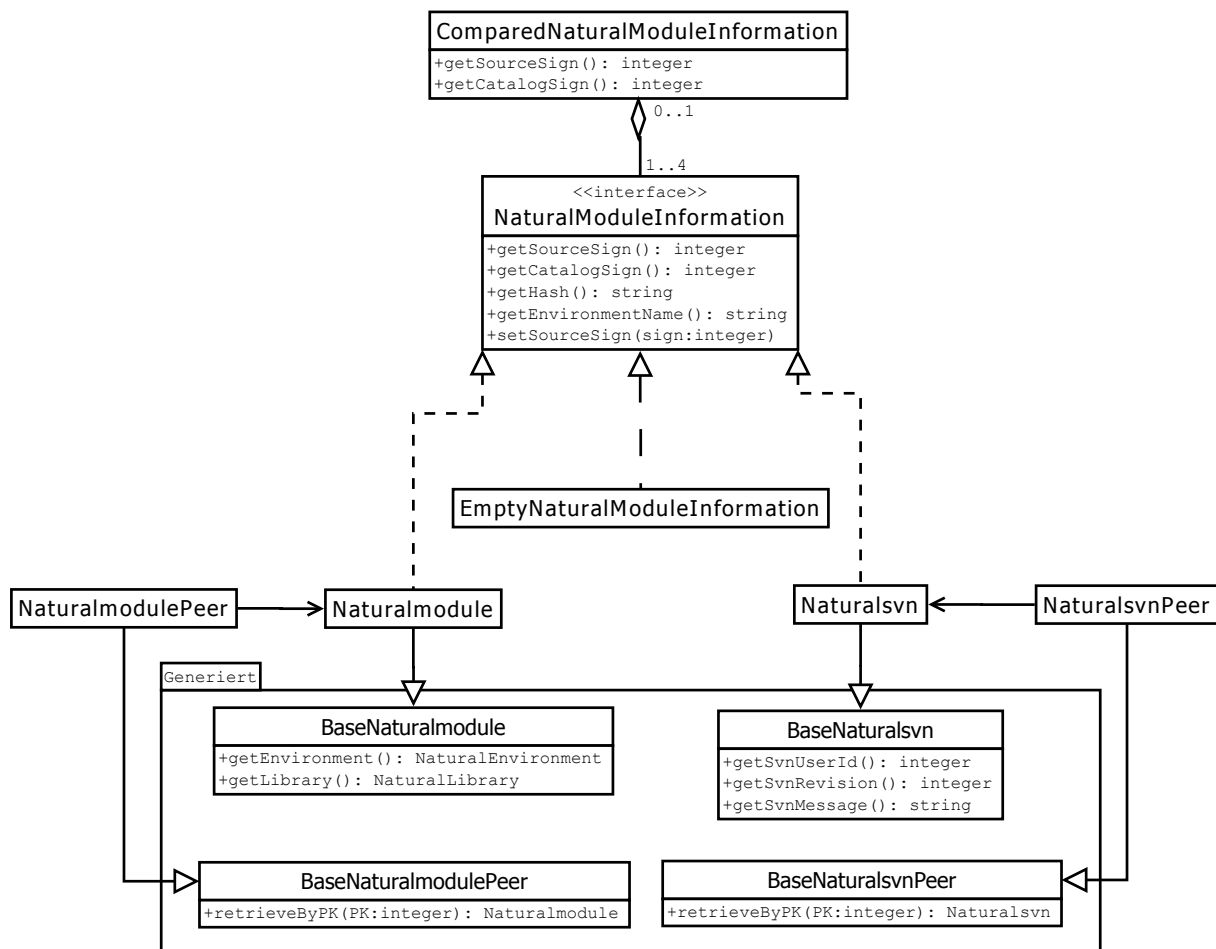 ComparedNaturalModuleInformation
+getSourceSign(): integer
+getCatalogSign(): integer
0..1
1..4
<<interface>>
NaturalModuleInformation
+getSourceSign(): integer
+getCatalogSign(): integer
+getHash(): string
+getEnvironmentName(): string
+setSourceSign(sign:integer)
EmptyNaturalModuleInformation
NaturalmodulePeer
Naturalmodule
Naturalsvn
NaturalsvnPeer
Generiert
BaseNaturalmodule
+getEnvironment(): NaturalEnvironment
+getLibrary(): NaturalLibrary
BaseNaturalsvn
+getSvnUserId(): integer
+getSvnRevision(): integer
+getSvnMessage(): string
BaseNaturalmodulePeer
+retrieveByPK(PK:integer): Naturalmodule
BaseNaturalsvnPeer
+retrieveByPK(PK:integer): Naturalsvn